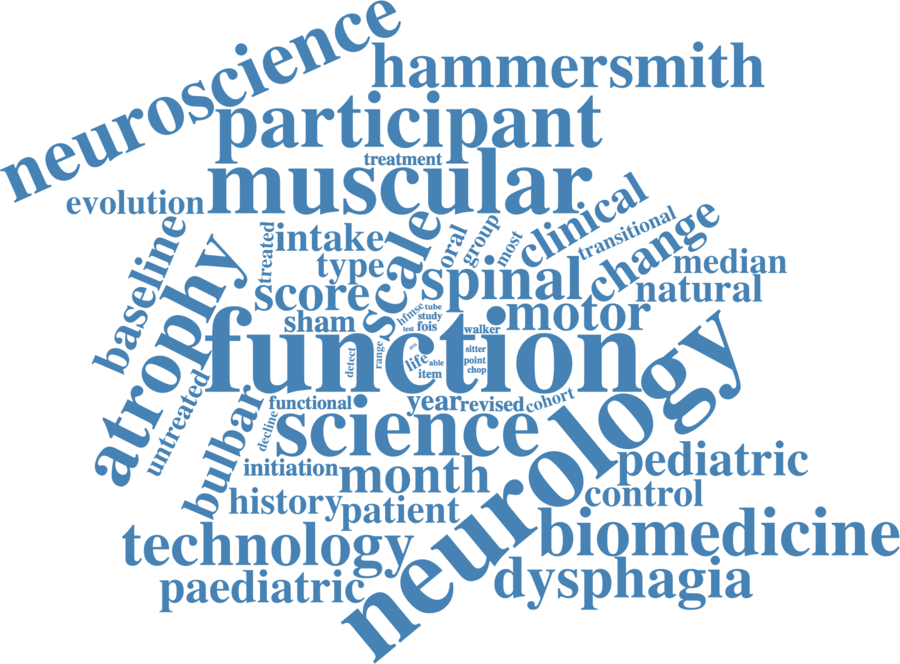 neuroscience
hammersmith
participant
treatment
muscular
evolution
baseline
treated
intake
scale
oral
group
most
clinical
transitional
change
type
median
spinal
natural
score
atrophy
sham
hfmse
tube
study
fois
test
motor
walker
function
detect
range
life
able
item
sitter
point
chop
untreated
bulbar
functional
year
revised
cohort
decline
science
neurology
initiation
month
pediatric
history
patient
control
technology
biomedicine
paediatric
dysphagia